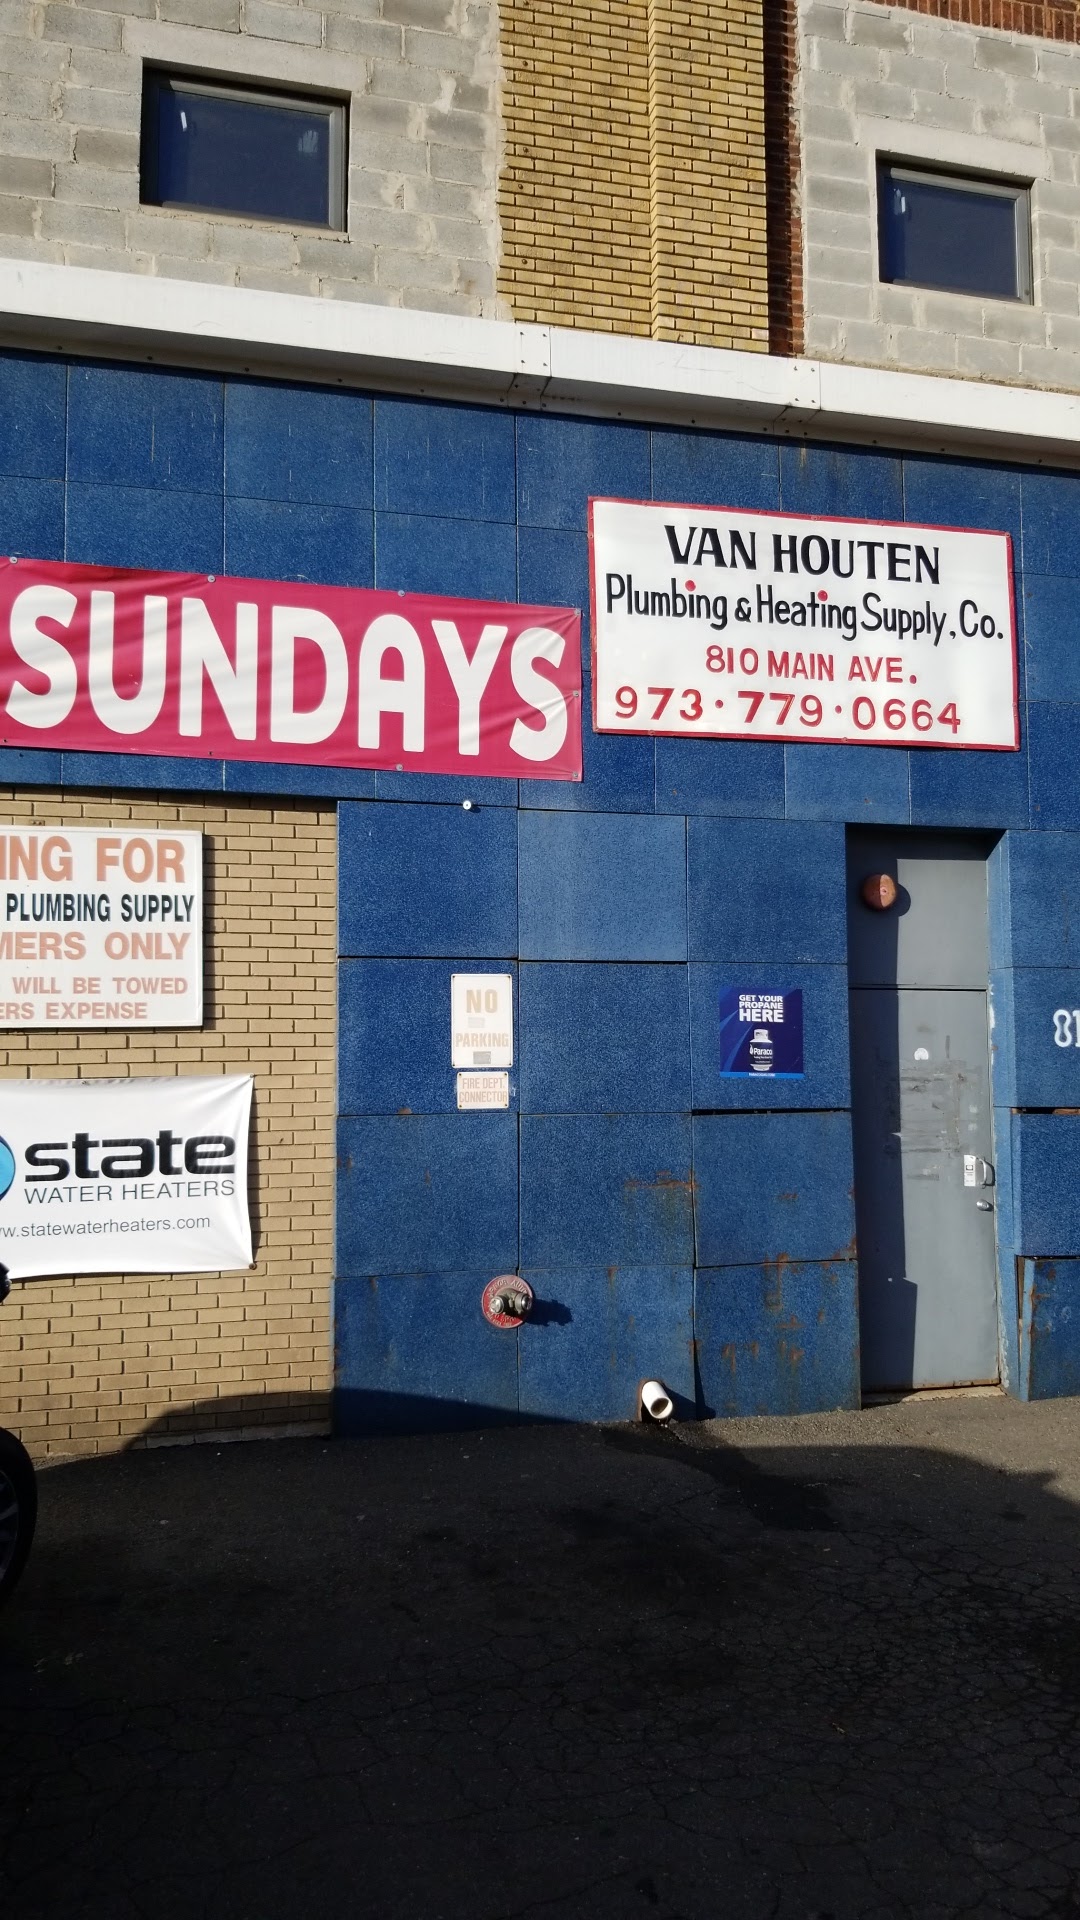 SUNDAYS
VAN HOUTEN
Plumbing & Heating Supply, Co.
810 MAIN AVE.
973·779·0664
ING FOR
PLUMBING SUPPLY
MERS ONLY
WILL BE TOWED
ERS EXPENSE
NO
PARKING
FIRE DEPT.
CONNECTOR
GET YOUR
PROPANE
HERE
Paraco
81
state
WATER HEATERS
w.statewaterheaters.com